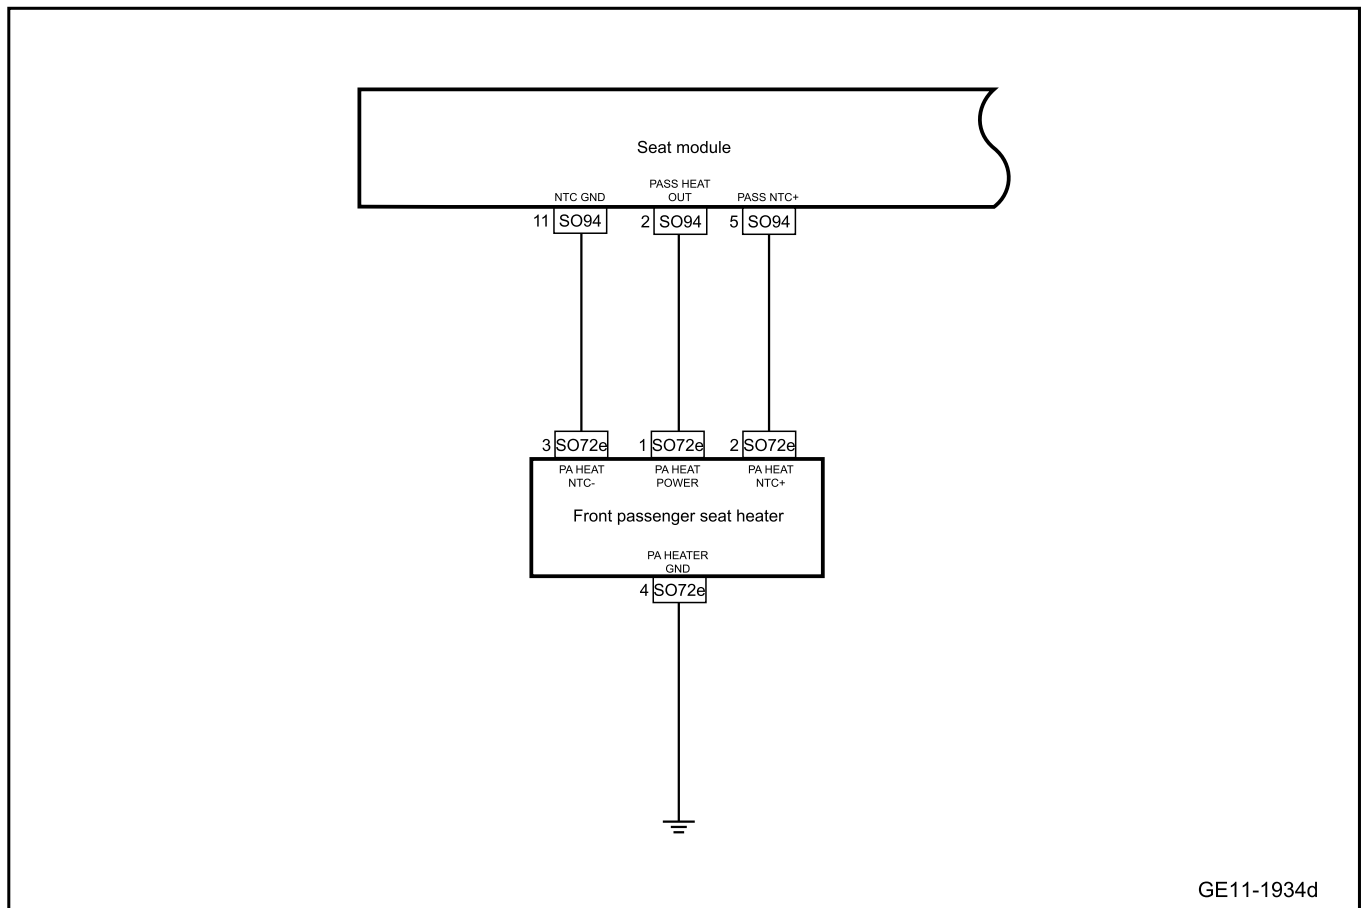 Seat module
NTC GND
PASS HEAT
OUT
PASS NTC+
11 SO94
2 SO94
5 SO94
3 SO72e
1 SO72e
2 SO72e
PA HEAT
NTC-
PA HEAT
POWER
PA HEAT
NTC+
Front passenger seat heater
PA HEATER
GND
4 SO72e
GE11-1934d